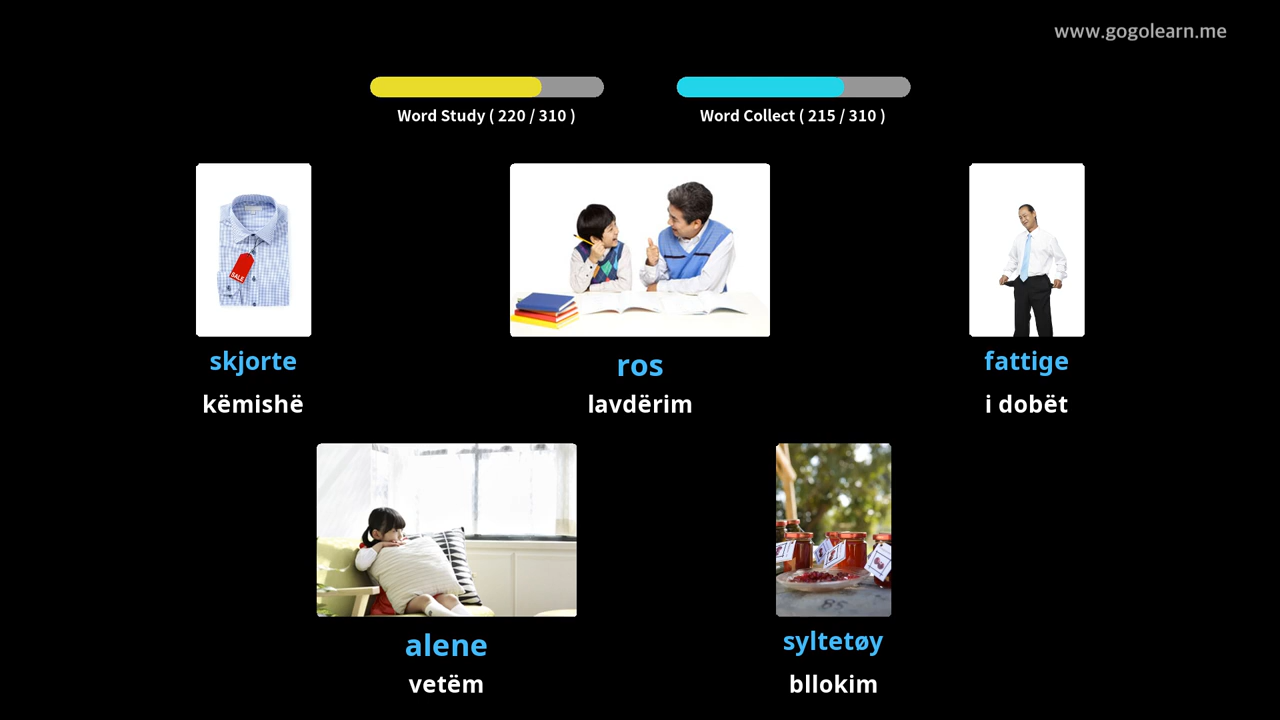 www.gogolearn.me
Word Study ( 220 / 310 )
Word Collect ( 215 / 310 )
SALE
skjorte
këmishë
ros
lavdërim
fattige
i dobët
alene
vetëm
syltetøy
bllokim